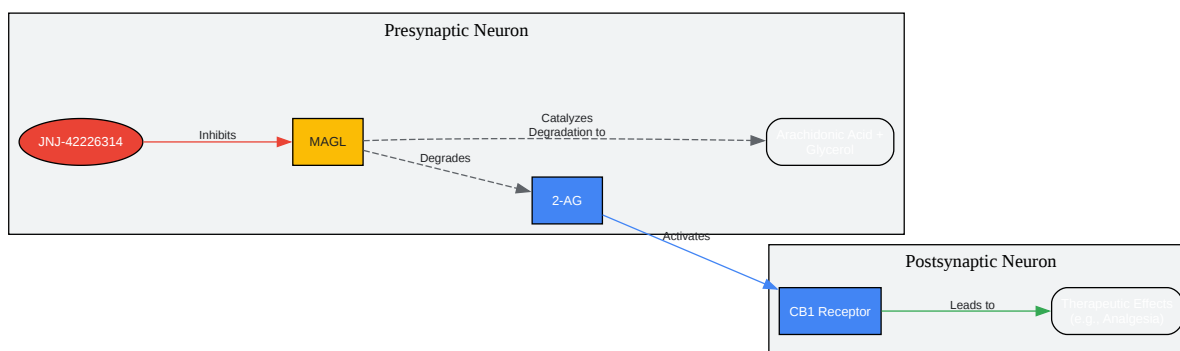 Presynaptic Neuron
JNJ-42226314
Inhibits
MAGL
Catalyzes
Degradation to
Arachidonic Acid +
Glycerol
Degrades
2-AG
Activates
Postsynaptic Neuron
CB1 Receptor
Leads to
Therapeutic Effects
(e.g., Analgesia)